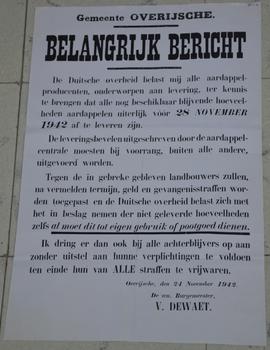 Gemeente OVERIJSCHE.
BELANGRIJK BERICHT
De Duitsche overheid belast mij alle aardappel-
producenten, onderworpen aan levering, ter kennis
te brengen dat alle nog beschikbaar blijvende hoeveel-
heden aardappelen uiterlijk vóór 28 NOVEMBER
1942 af te leveren zijn.
De leveringsbevelen uitgeschreven door de aardappel-
centrale moesten bij voorrang, buiten alle andere,
uitgevoerd worden.
Tegen de in gebreke gebleven landbouwers zullen,
na vermelden termijn, geld en gevangenisstraffen wor-
den toegepast en de Duitsche overheid belast zich met
het in beslag nemen der niet geleverde hoeveelheden
zelfs al moet dit tot eigen gebruik of pootgoed dienen.
Ik dring er dan ook bij alle achterblijvers op aan
zonder uitstel aan hunne verplichtingen te voldoen
ten einde hun van ALLE straffen te vrijwaren.
Overijsche, den 24 November 1942.
De wn. Burgemeester,
V. DEWAET.